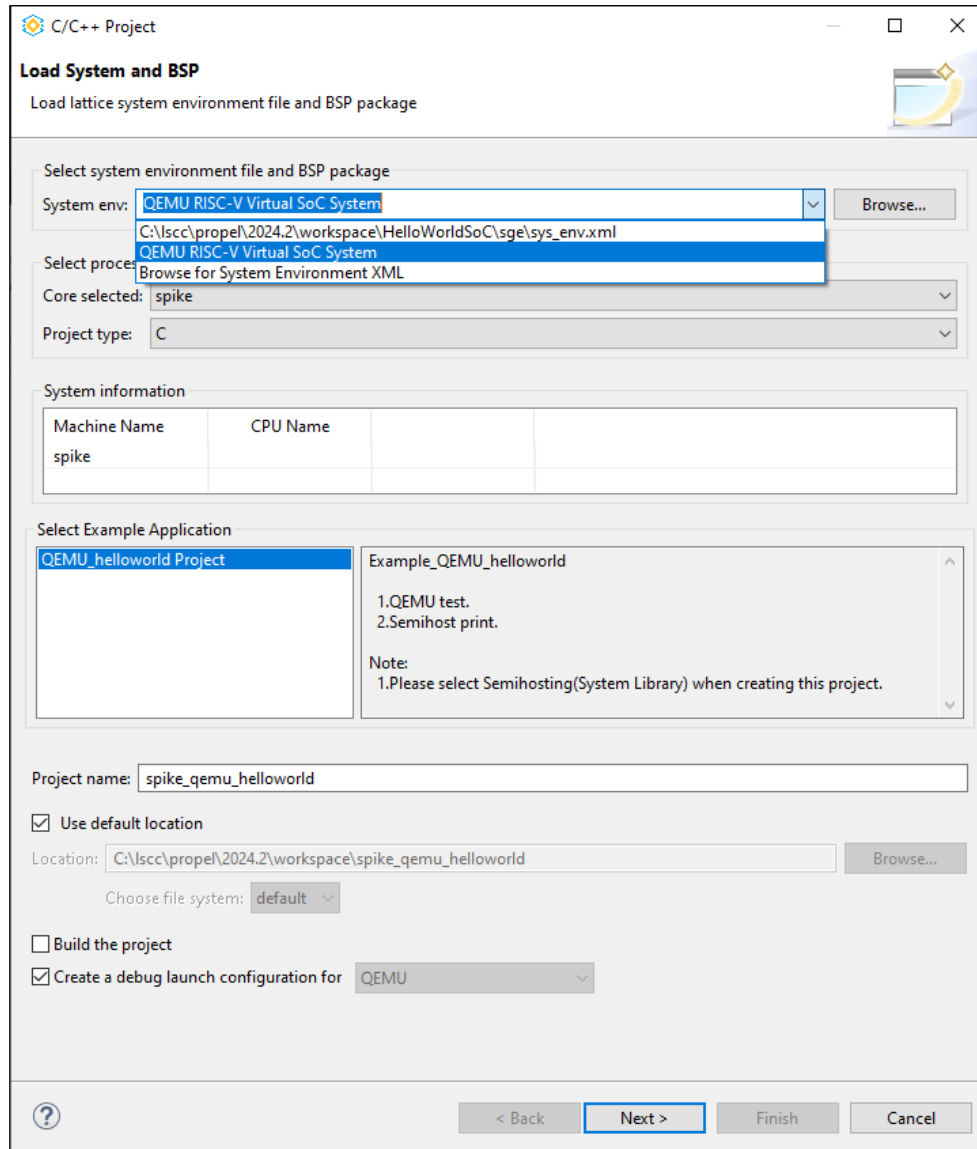 C/C++ Project
Load System and BSP
Load lattice system environment file and BSP package
Select system environment file and BSP package
System env: QEMU RISC-V Virtual SoC System Browse...
C:\lscc\propel\2024.2\workspace\HelloWorldSoC\sge\sys_env.xml
QEMU RISC-V Virtual SoC System
Browse for System Environment XML
Select proces
Core selected: spike
Project type: C
System information
Machine Name CPU Name
spike
Select Example Application
QEMU_helloworld Project
Example_QEMU_helloworld
1.QEMU test.
2.Semihost print.
Note:
1.Please select Semihosting(System Library) when creating this project.
Project name: spike_qemu_helloworld
Use default location
Location: C:\lscc\propel\2024.2\workspace\spike_qemu_helloworld Browse...
Choose file system: default
Build the project
Create a debug launch configuration for QEMU
? < Back Next > Finish Cancel